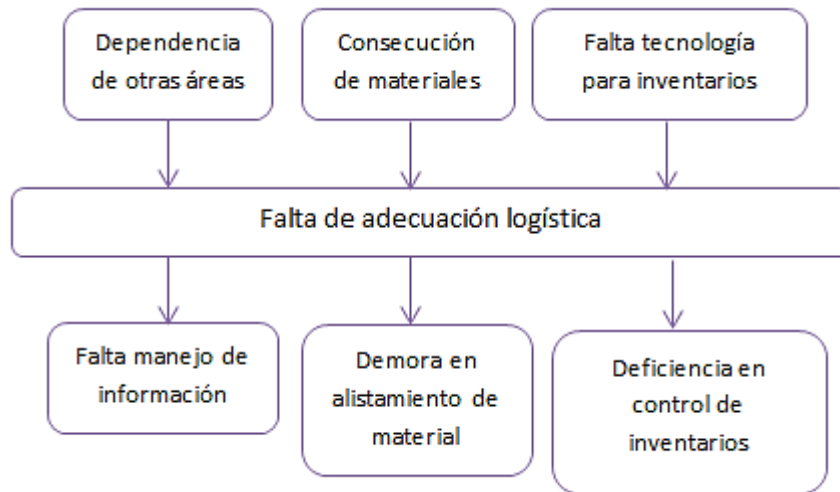 Dependencia
de otras áreas
Consecución
de materiales
Falta tecnología
para inventarios
Falta de adecuación logística
Falta manejo de
información
Demora en
alistamiento de
material
Deficiencia en
control de
inventarios